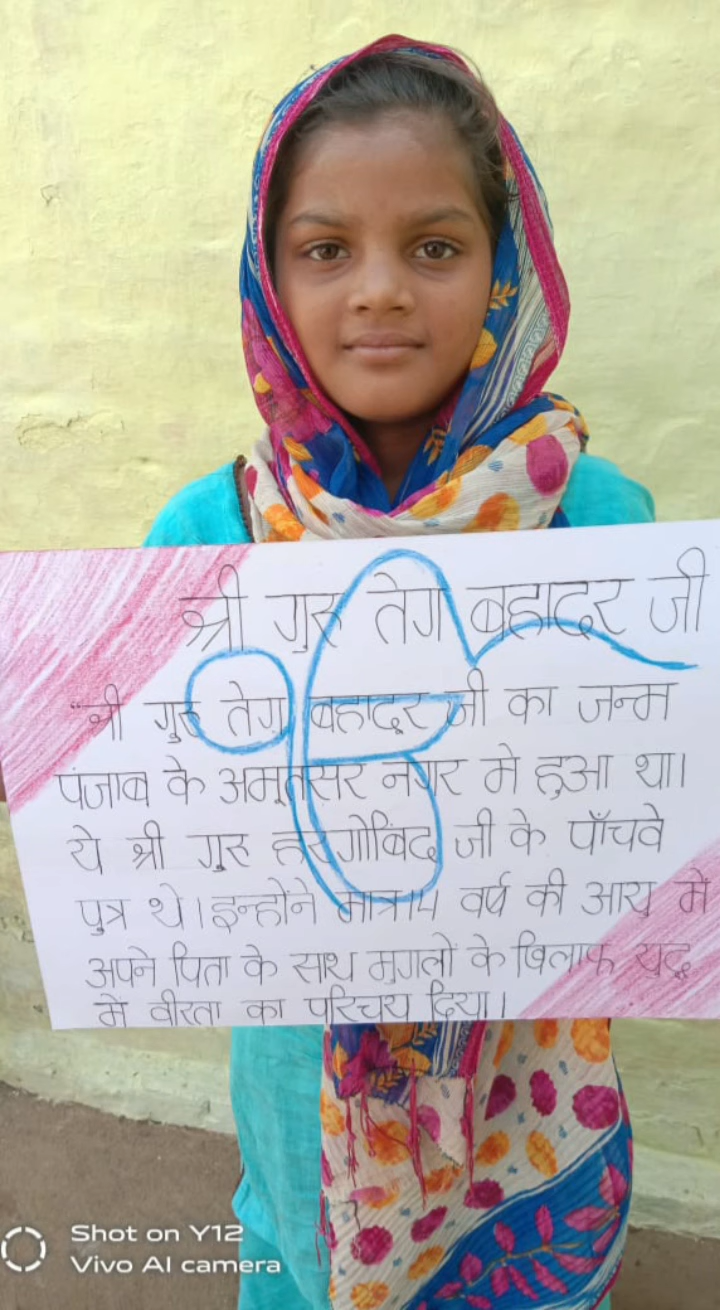 श्री गुरु तेग बहादर जी
"श्री गुरु तेग बहादूर जी का जन्म
पंजाब के अमृतसर नगर मे हुआ था।
ये श्री गुरु हरगोबिंद जी के पाँचवे
पुत्र थे। इन्होंने मात्र 14 वर्ष की आयु में
अपने पिता के साथ मुगलों के खिलाफ युद्ध
में वीरता का परिचय दिया।
Shot on Y12
Vivo AI camera